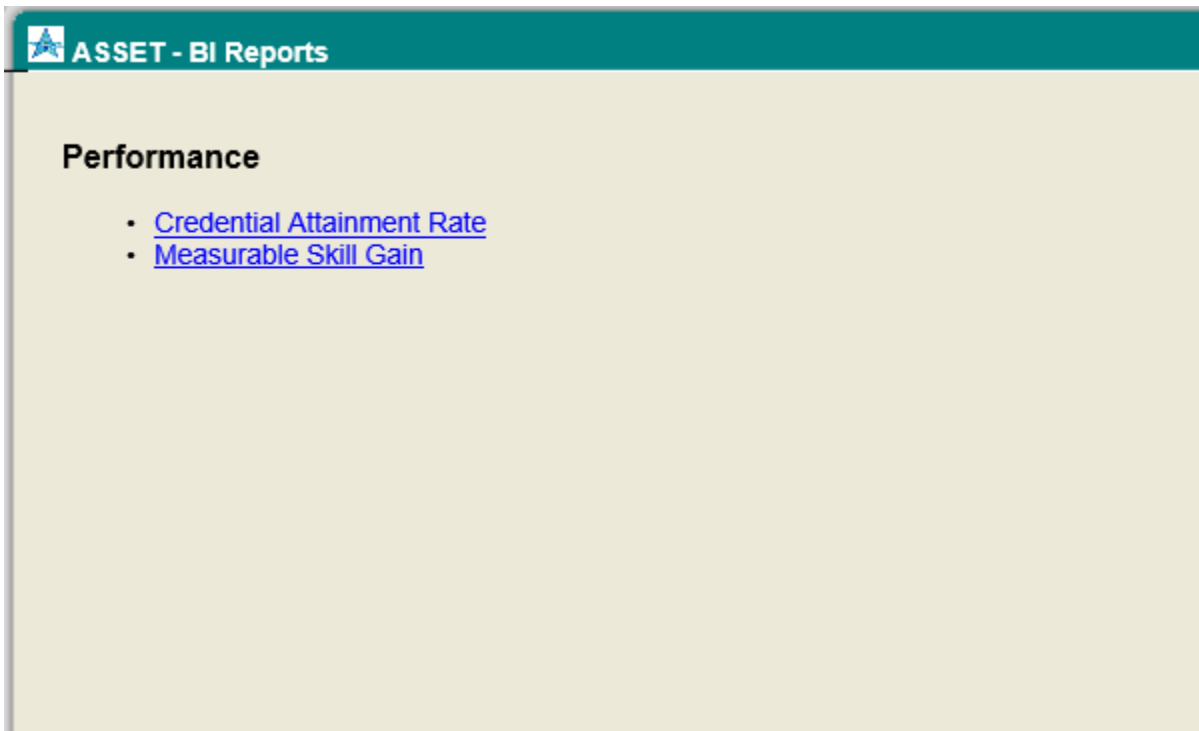 ASSET - BI Reports
Performance
• Credential Attainment Rate
• Measurable Skill Gain